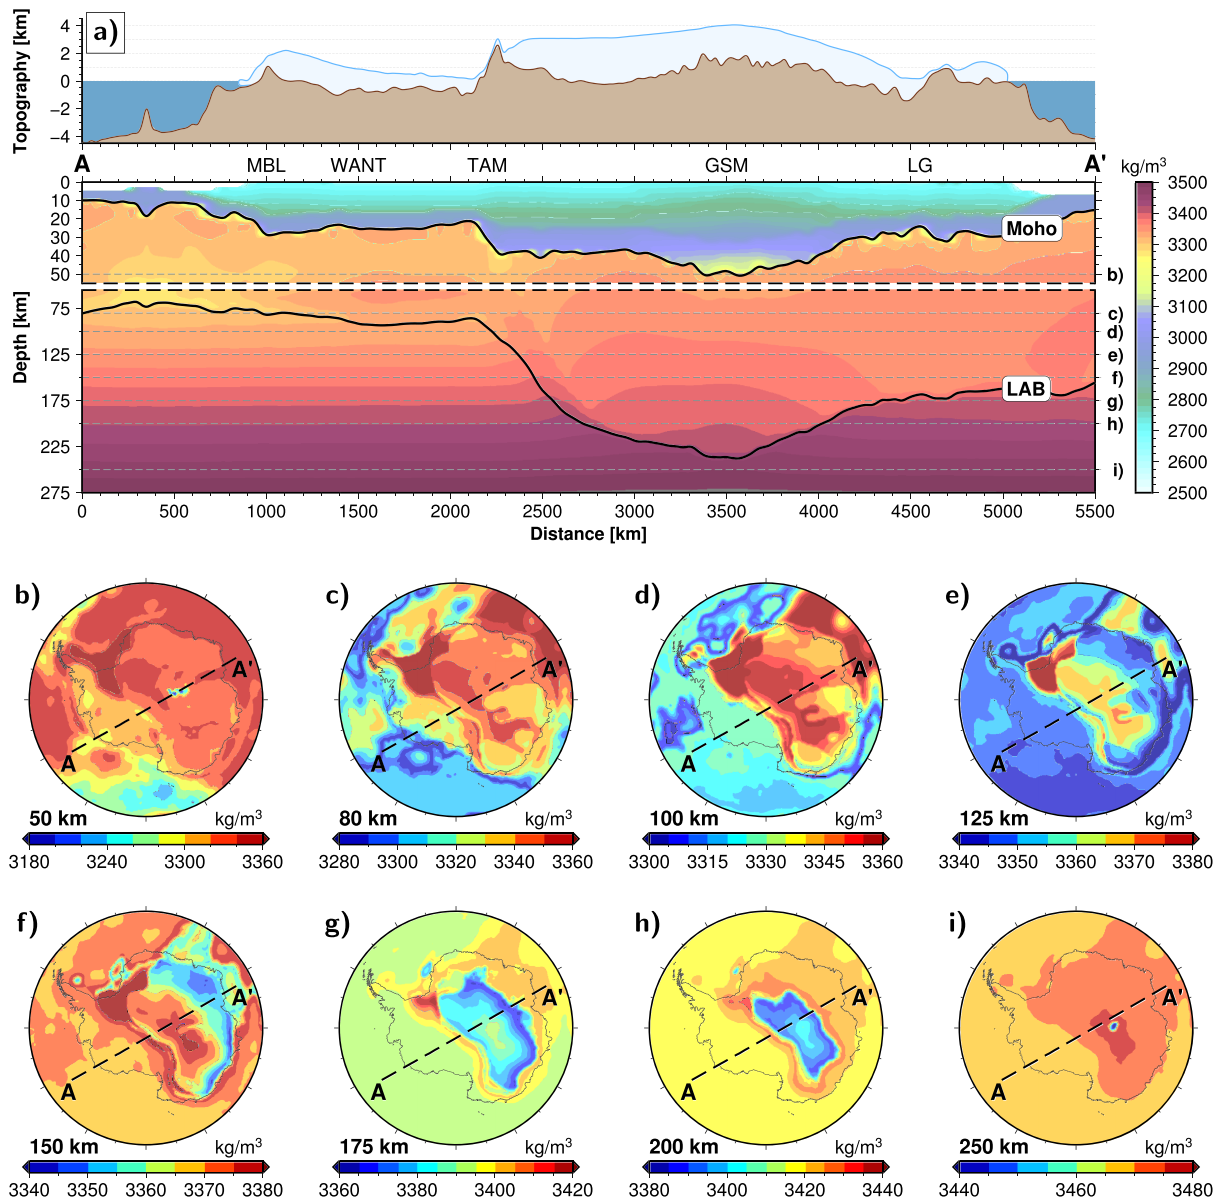 a)
Topography [km]
4
2
0
−2
−4
A MBL WANT TAM GSM LG A'
kg/m³
0
10
20
30
40
50
Moho
b)
Depth [km]
75
125
175
225
275
LAB
c)
d)
e)
f)
g)
h)
i)
3500
3400
3300
3200
3100
3000
2900
2800
2700
2600
2500
0 500 1000 1500 2000 2500 3000 3500 4000 4500 5000 5500
Distance [km]
b)
A A'
50 km kg/m³
3180 3240 3300 3360
c)
A A'
80 km kg/m³
3280 3300 3320 3340 3360
d)
A A'
100 km kg/m³
3300 3315 3330 3345 3360
e)
A A'
125 km kg/m³
3340 3350 3360 3370 3380
f)
A A'
150 km kg/m³
3340 3350 3360 3370 3380
g)
A A'
175 km kg/m³
3360 3380 3400 3420
h)
A A'
200 km kg/m³
3380 3400 3420 3440
i)
A A'
250 km kg/m³
3440 3460 3480